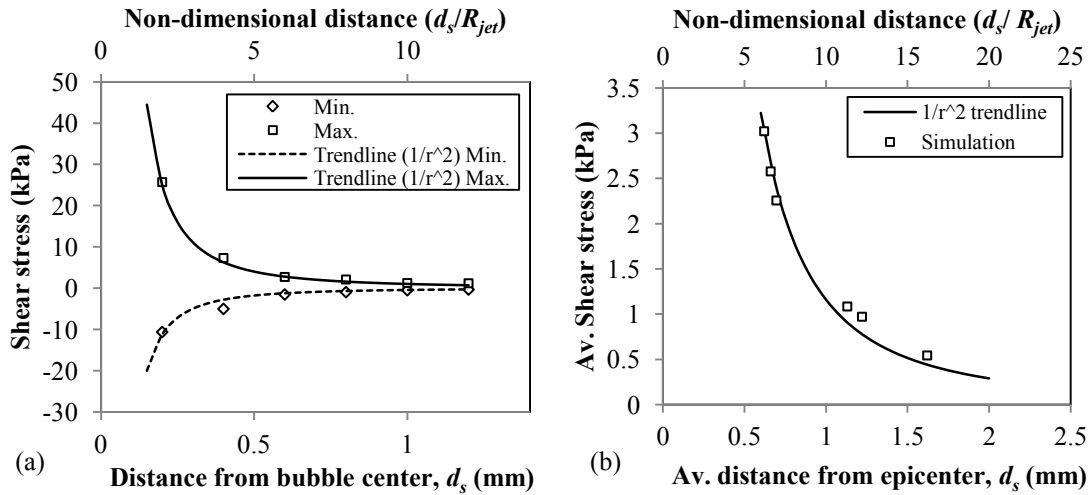 Non-dimensional distance (ds/Rjet)
0 5 10
50
40
30
20
10
0
-10
-20
-30
Shear stress (kPa)
Min.
Max.
Trendline (1/r^2) Min.
Trendline (1/r^2) Max.
0 0.5 1
(a)
Distance from bubble center, ds (mm)
Non-dimensional distance (ds/ Rjet)
0 5 10 15 20 25
3.5
3
2.5
2
1.5
1
0.5
0
Av. Shear stress (kPa)
1/r^2 trendline
Simulation
0 0.5 1 1.5 2 2.5
(b)
Av. distance from epicenter, ds (mm)